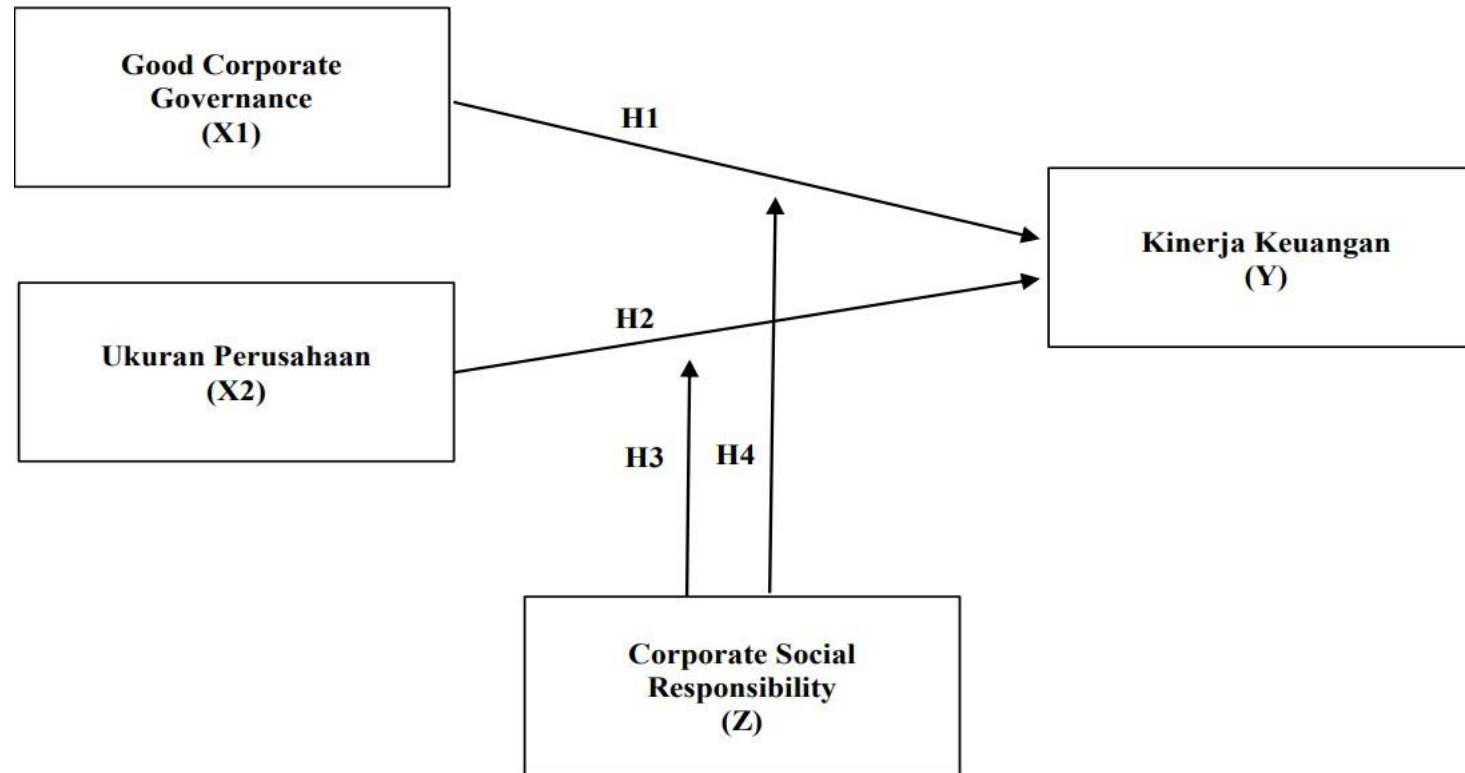 Good Corporate
Governance
(X1)
H1
Kinerja Keuangan
(Y)
H2
Ukuran Perusahaan
(X2)
H3
H4
Corporate Social
Responsibility
(Z)